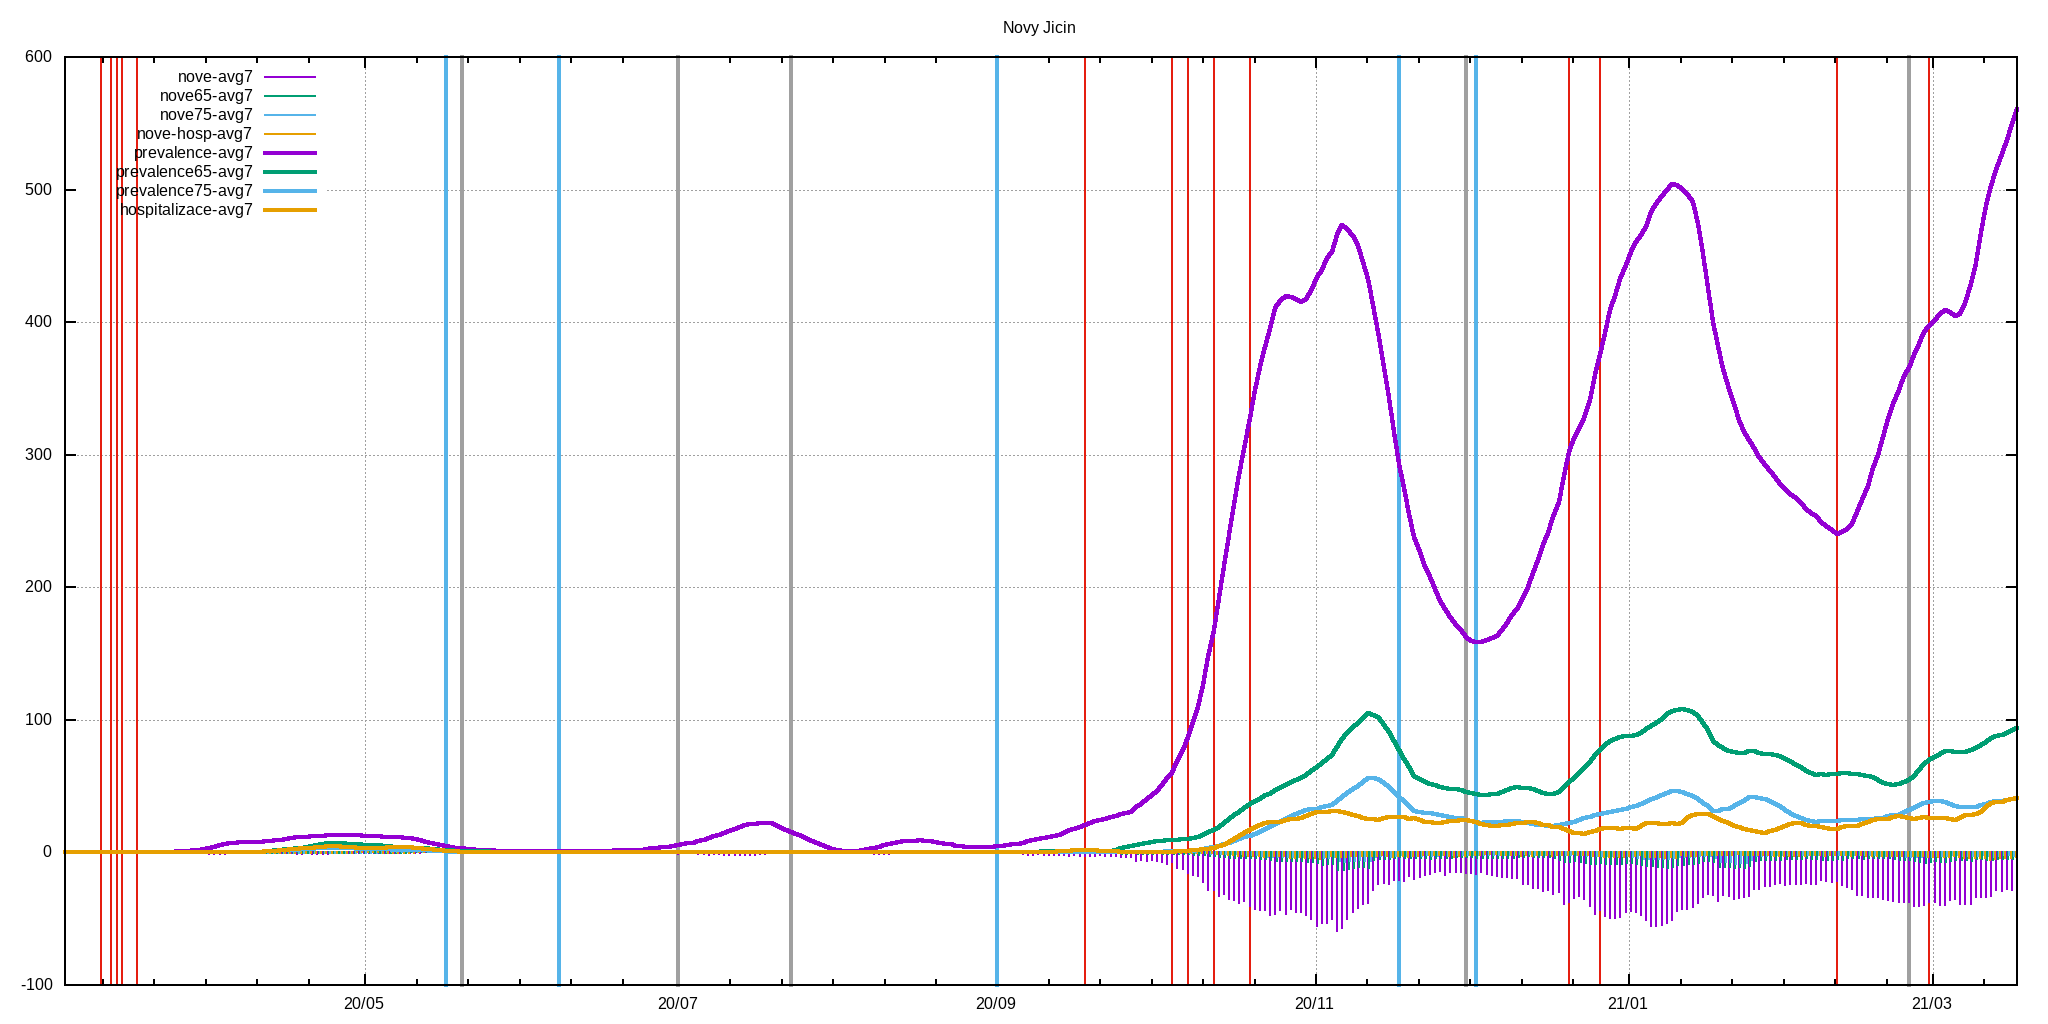 Novy Jicin
600
500
400
300
200
100
0
-100
nove-avg7
nove65-avg7
nove75-avg7
nove-hosp-avg7
prevalence-avg7
prevalence65-avg7
prevalence75-avg7
hospitalizace-avg7
20/05 20/07 20/09 20/11 21/01 21/03